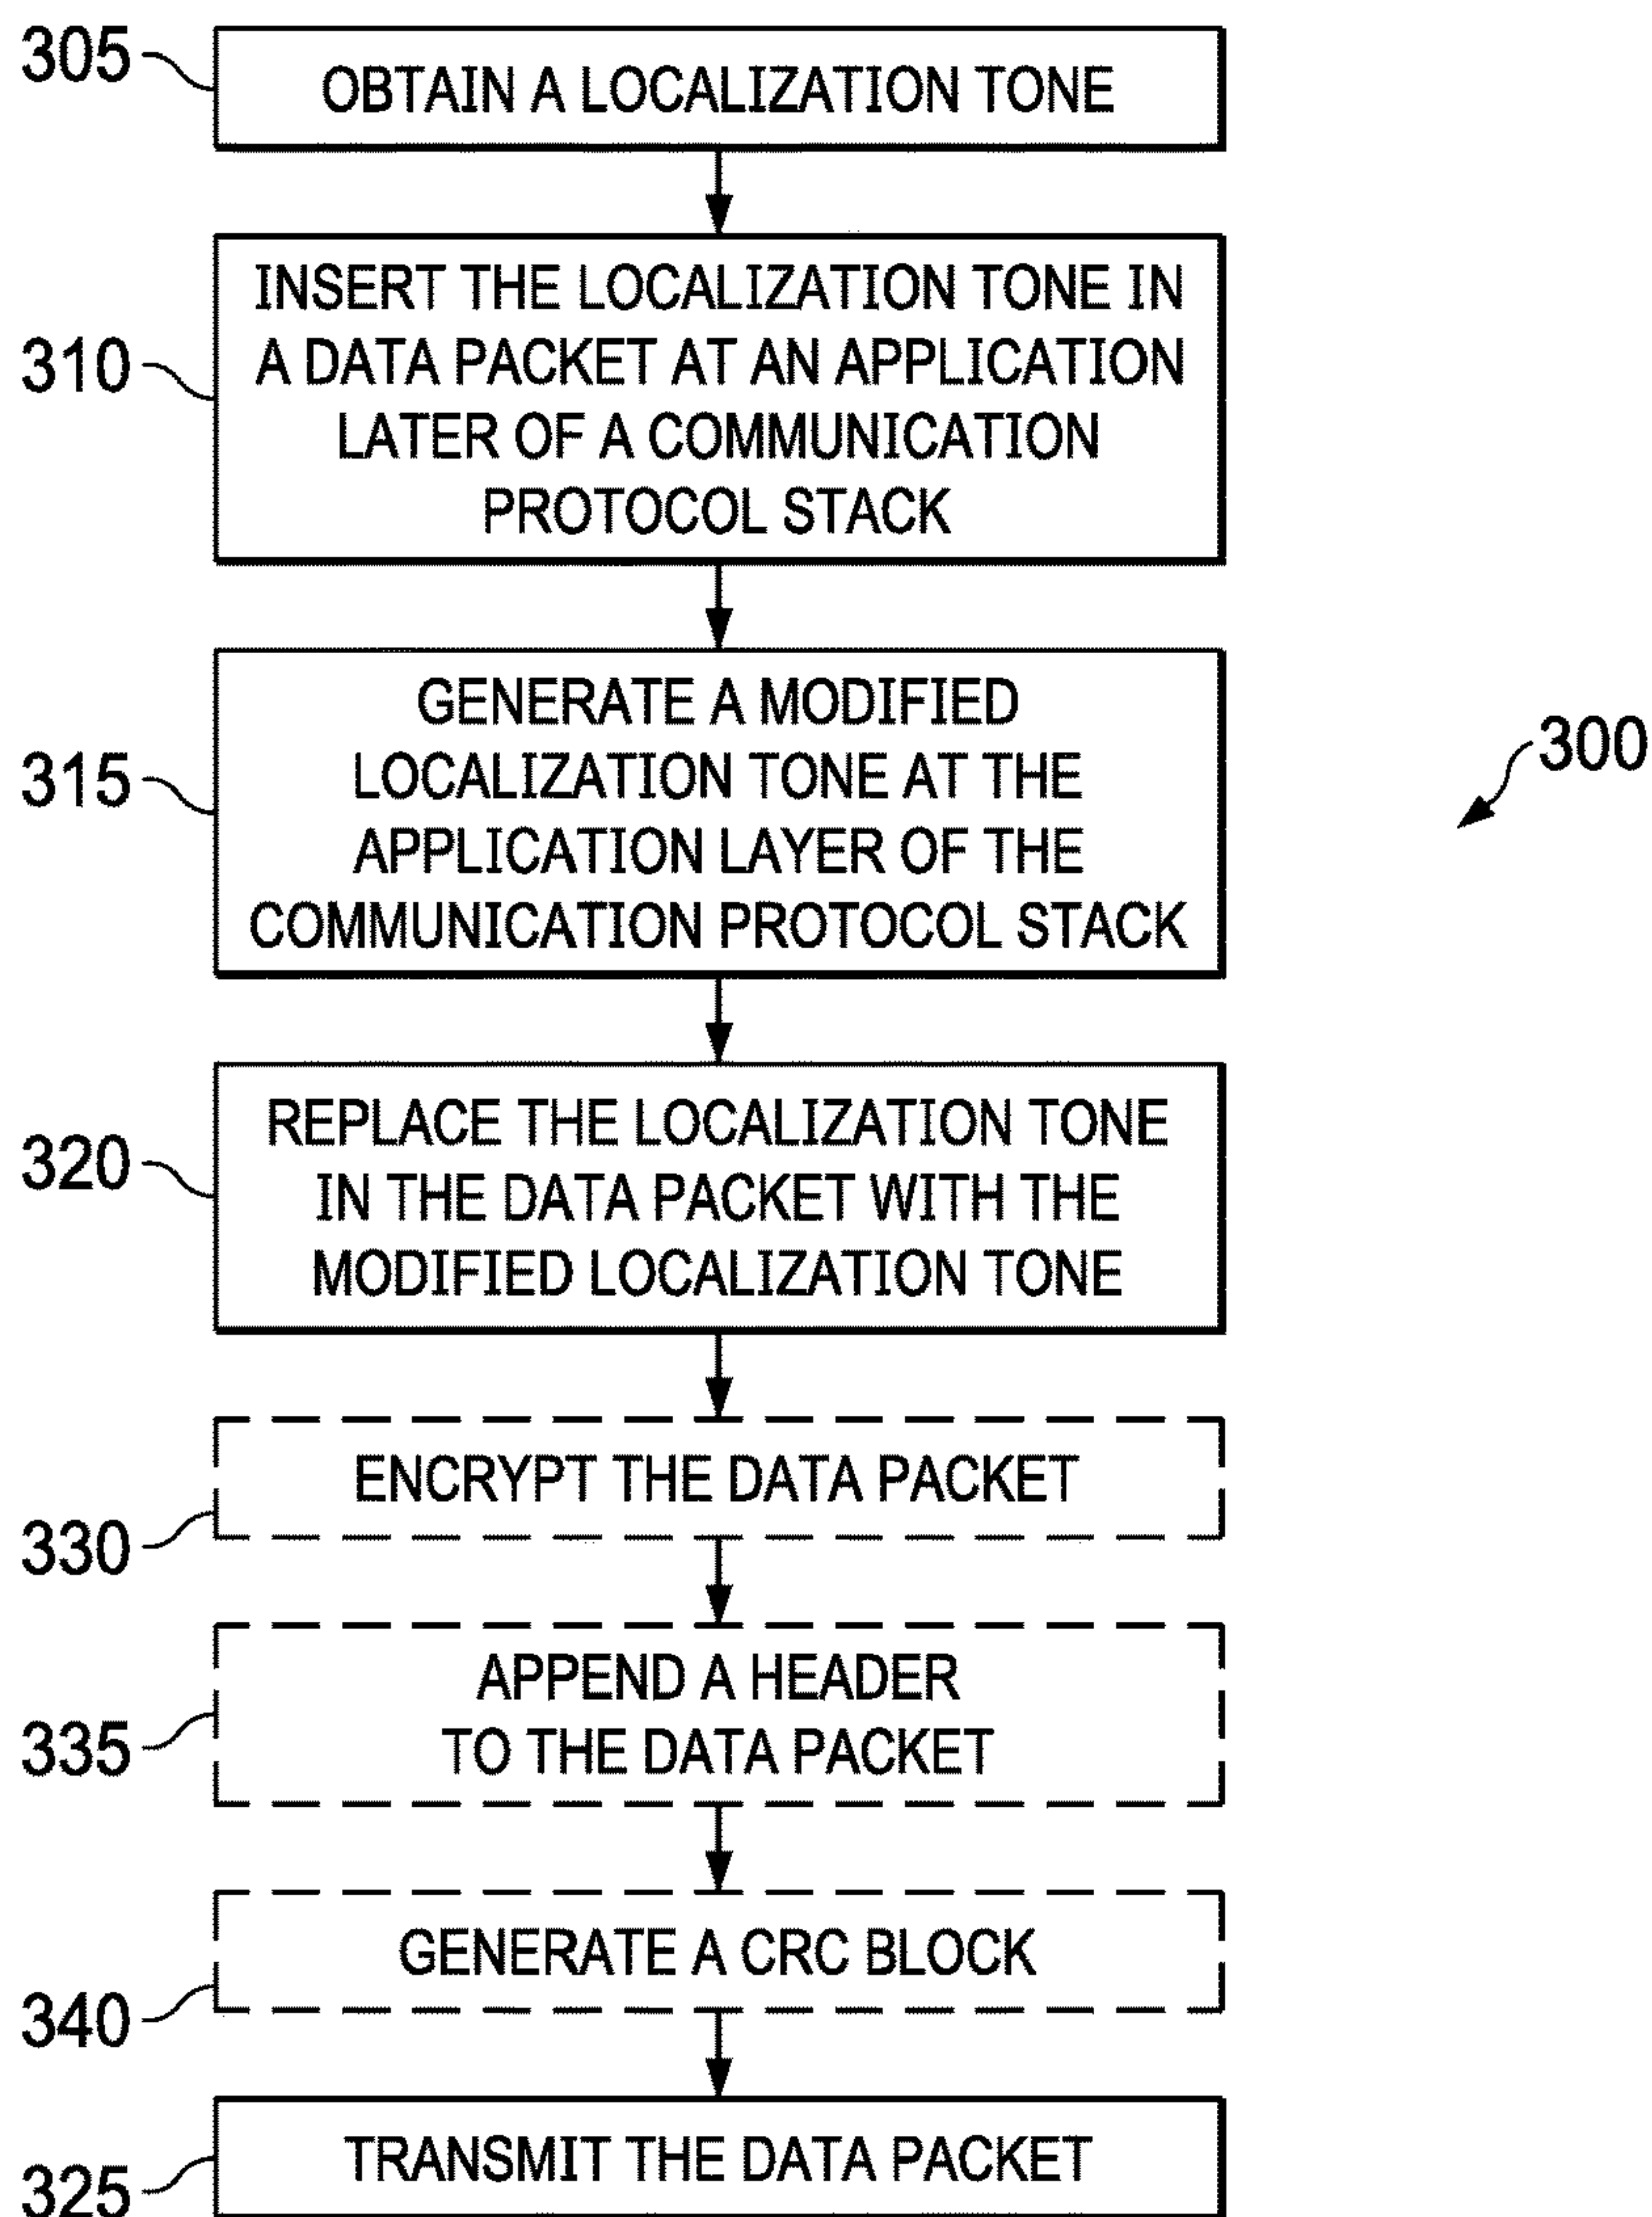 305
OBTAIN A LOCALIZATION TONE
310
INSERT THE LOCALIZATION TONE IN
A DATA PACKET AT AN APPLICATION
LATER OF A COMMUNICATION
PROTOCOL STACK
315
GENERATE A MODIFIED
LOCALIZATION TONE AT THE
APPLICATION LAYER OF THE
COMMUNICATION PROTOCOL STACK
300
320
REPLACE THE LOCALIZATION TONE
IN THE DATA PACKET WITH THE
MODIFIED LOCALIZATION TONE
330
ENCRYPT THE DATA PACKET
335
APPEND A HEADER
TO THE DATA PACKET
340
GENERATE A CRC BLOCK
325
TRANSMIT THE DATA PACKET